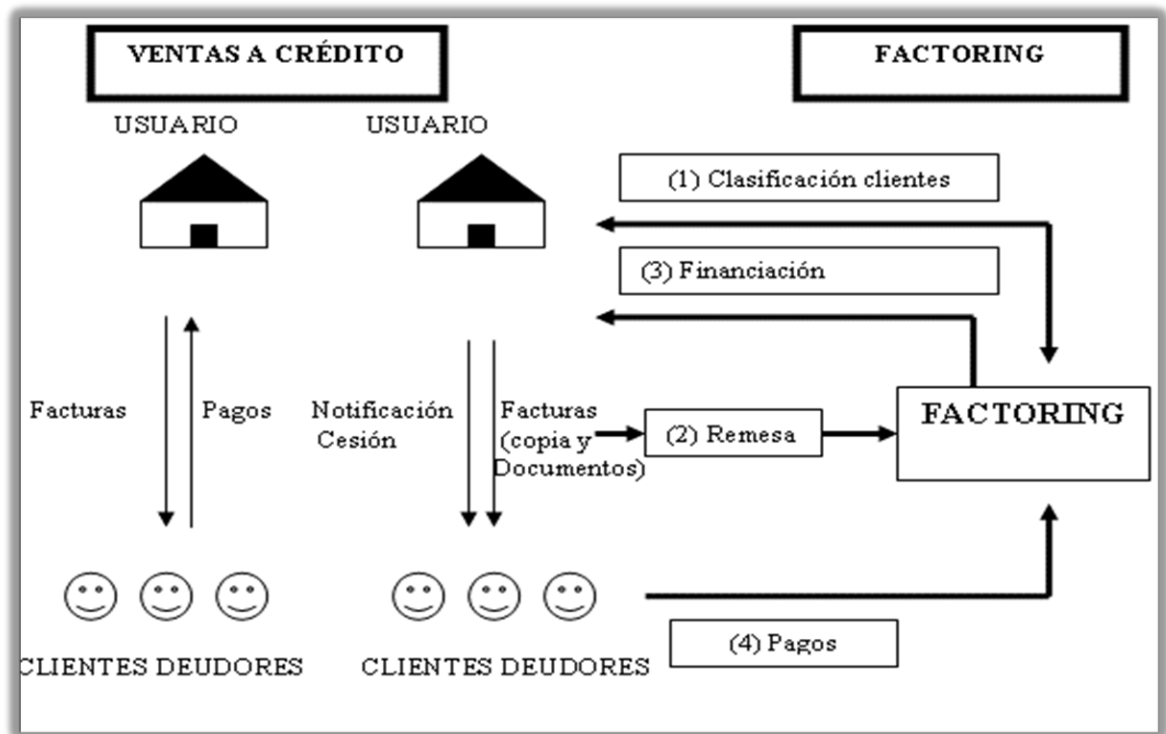 VENTAS A CRÉDITO
FACTORING
USUARIO
USUARIO
(1) Clasificación clientes
(3) Financiación
Facturas
Pagos
Notificación
Cesión
Facturas
(copia y
Documentos)
(2) Remesa
FACTORING
CLIENTES DEUDORES
CLIENTES DEUDORES
(4) Pagos